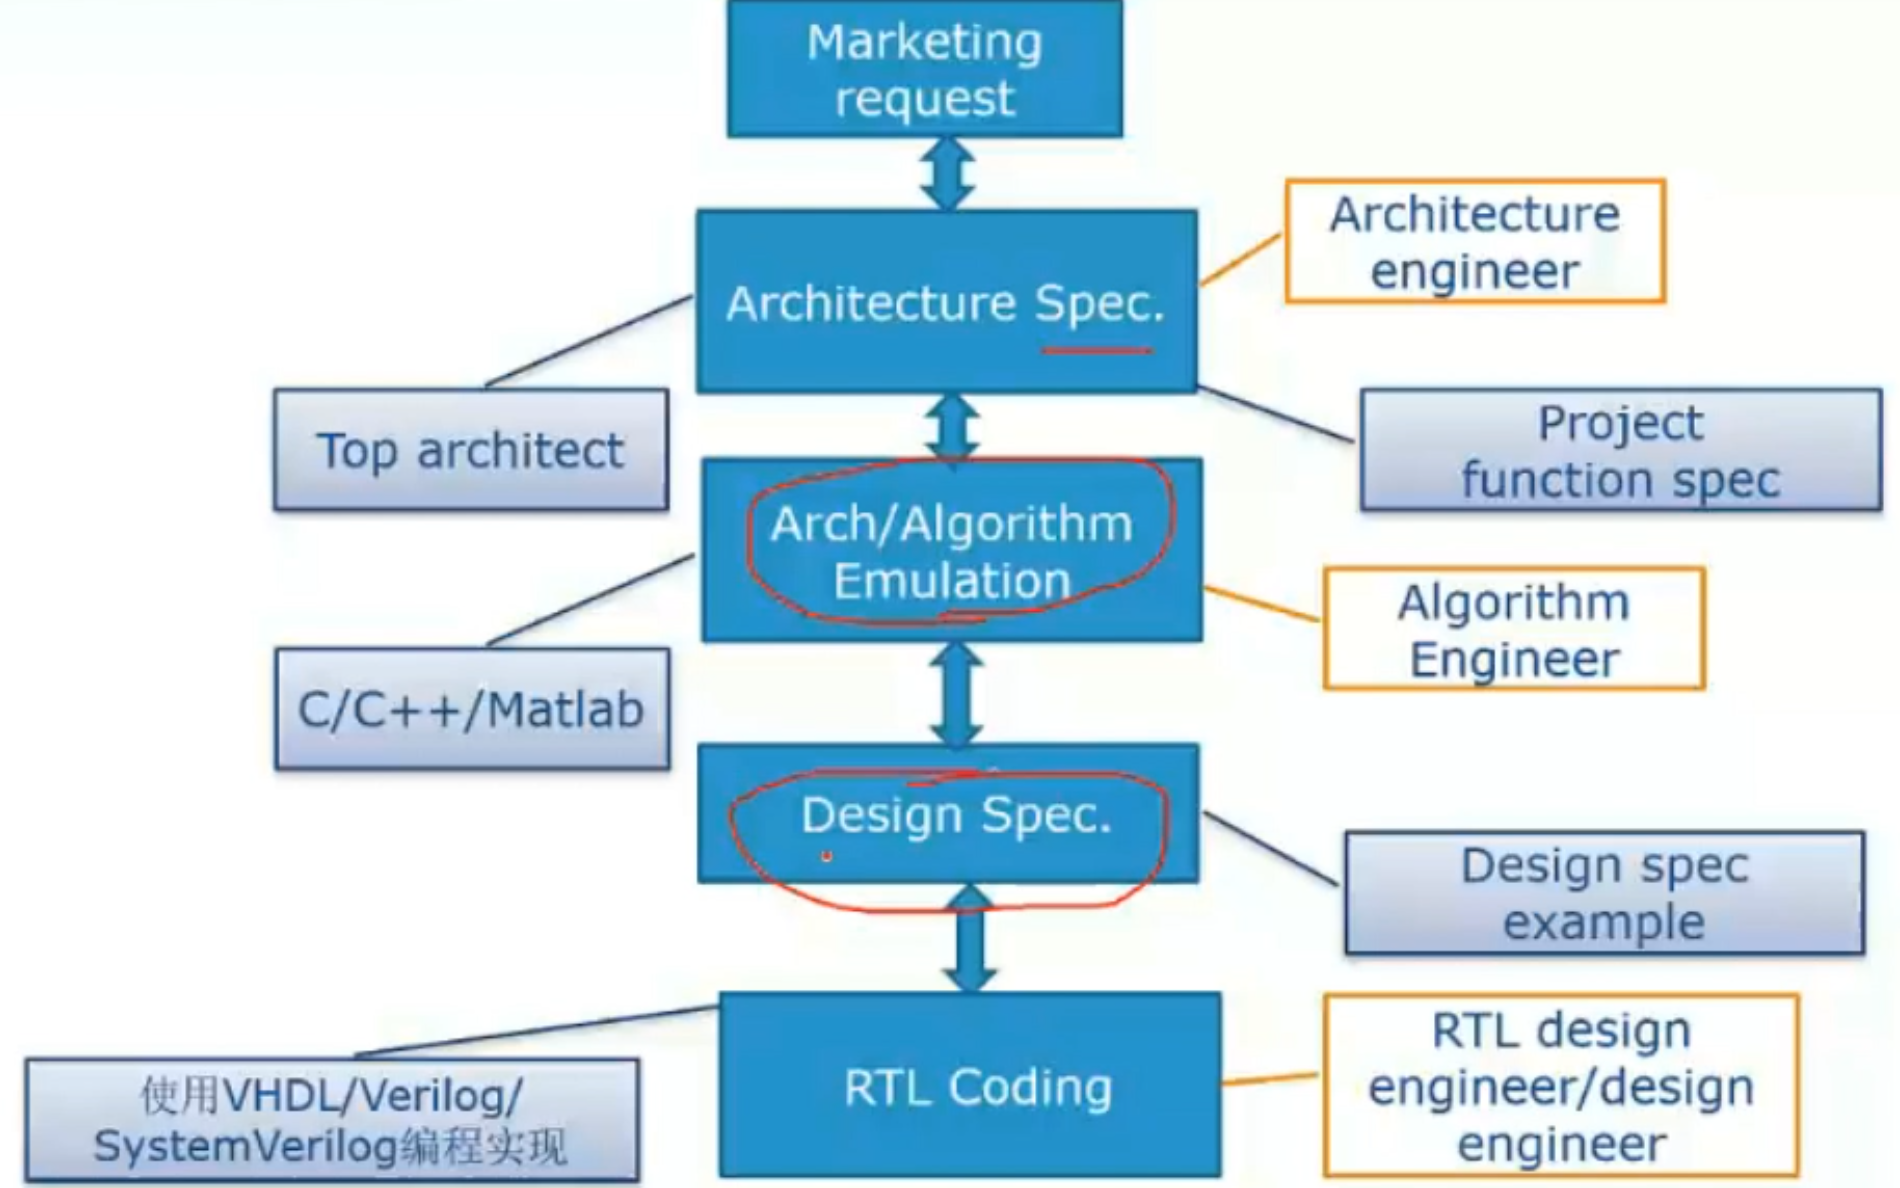 Marketing
request
Architecture
engineer
Architecture Spec.
Top architect
Project
function spec
Arch/Algorithm
Emulation
Algorithm
Engineer
C/C++/Matlab
Design Spec.
Design spec
example
RTL Coding
RTL design
engineer/design
engineer
使用VHDL/Verilog/
SystemVerilog编程实现